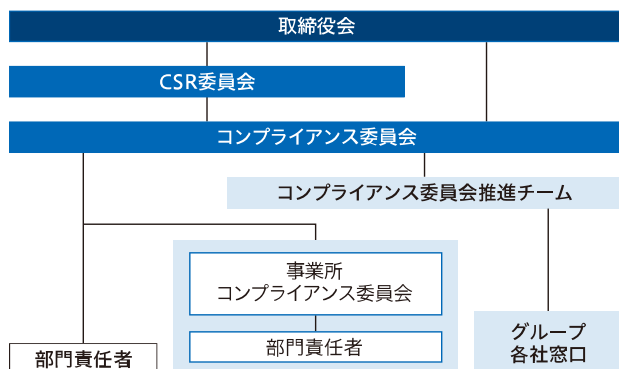 取締役会
CSR委員会
コンプライアンス委員会
コンプライアンス委員会推進チーム
事業所
コンプライアンス委員会
部門責任者
部門責任者
グループ
各社窓口